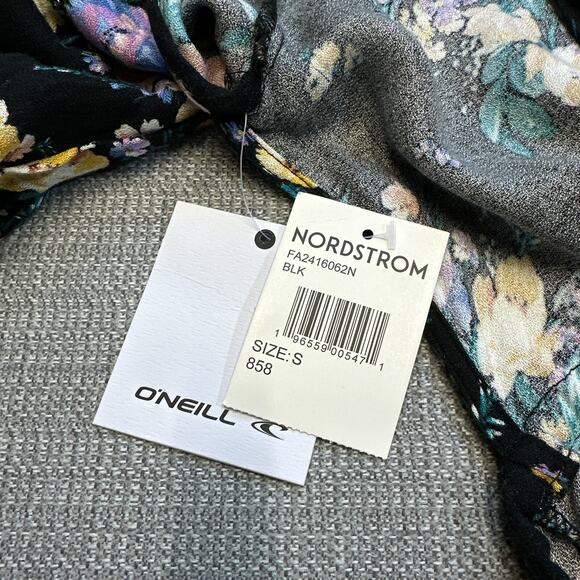 NORDSTROM
FA2416062N
BLK
1 96559 00547 1
SIZE: S
858
O'NEILL